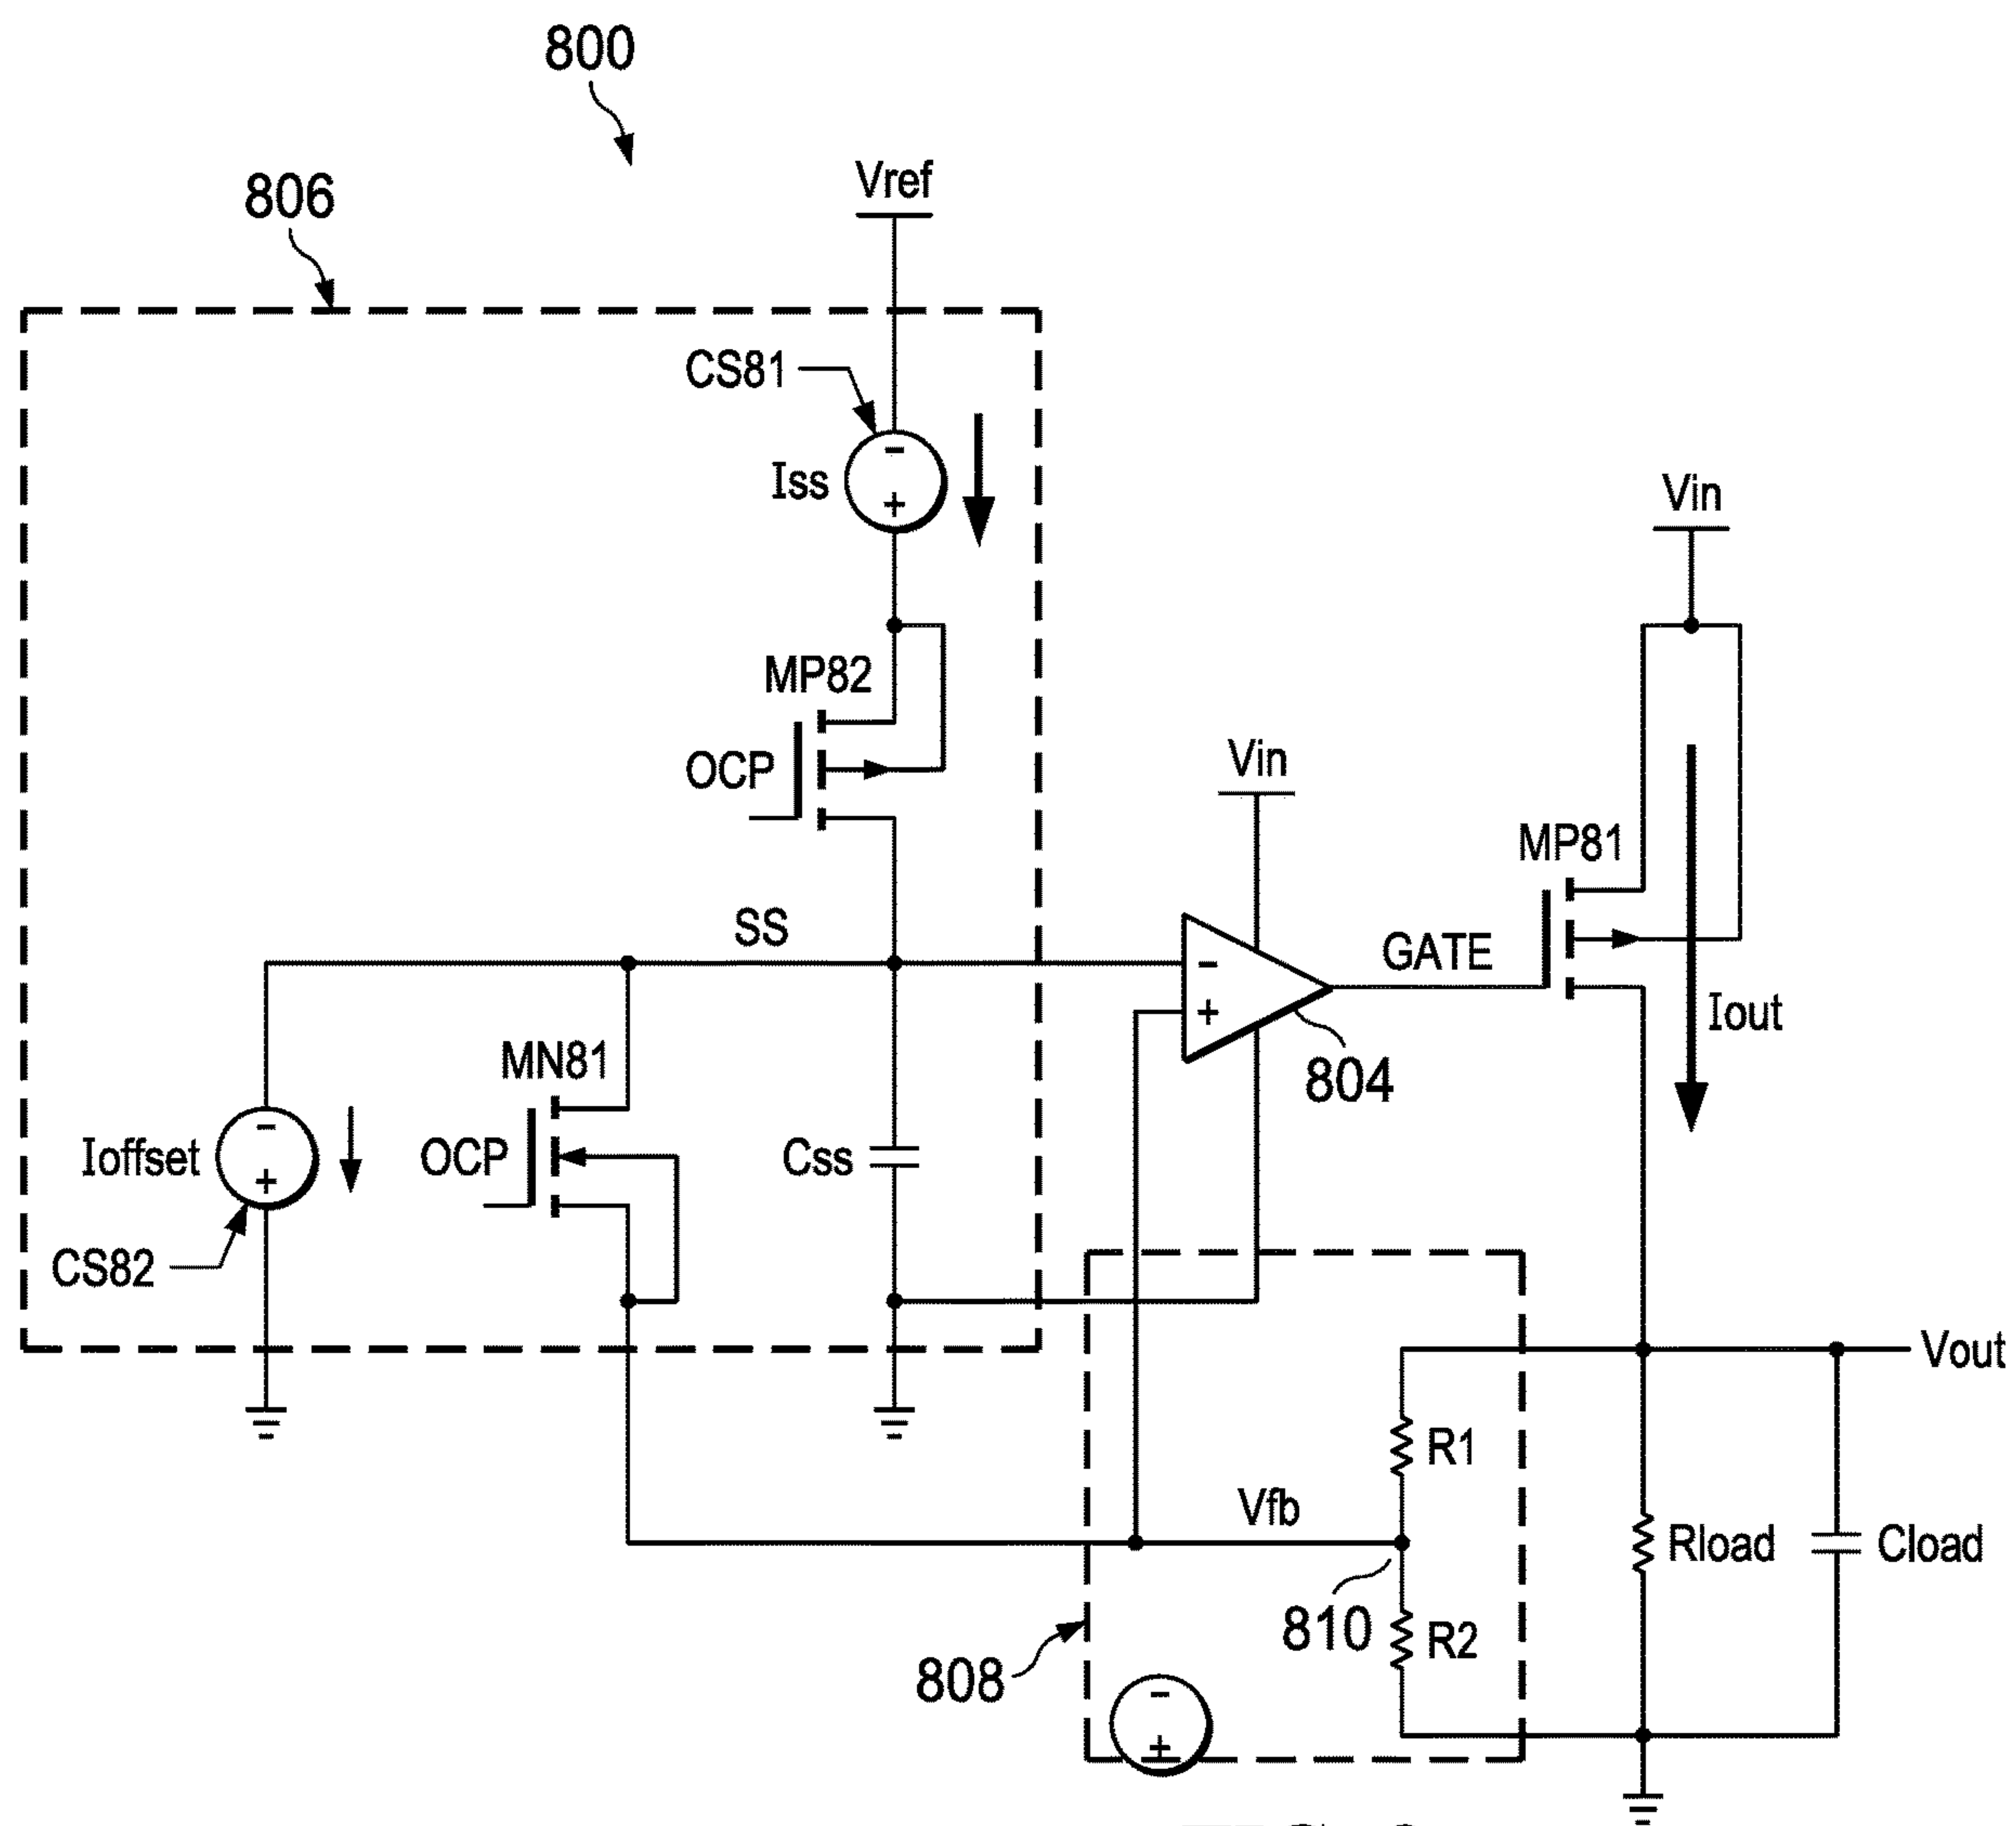 800
806
Vref
CS81
- 
Iss
+
Vin
MP82
OCP
Vin
MP81
SS
GATE
-
+
Iout
MN81
804
-
Ioffset
OCP
Css
+
CS82
Vout
R1
Vfb
Rload
Cload
810
R2
808
-
+